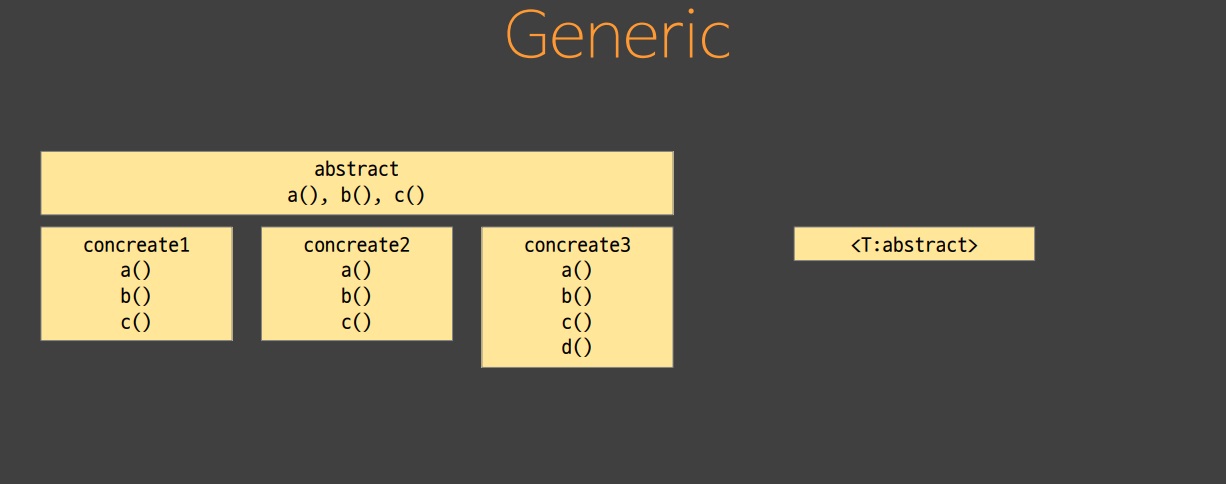 Generic
abstract
a(), b(), c()
concreate1
a()
b()
c()
concreate2
a()
b()
c()
concreate3
a()
b()
c()
d()
<T:abstract>